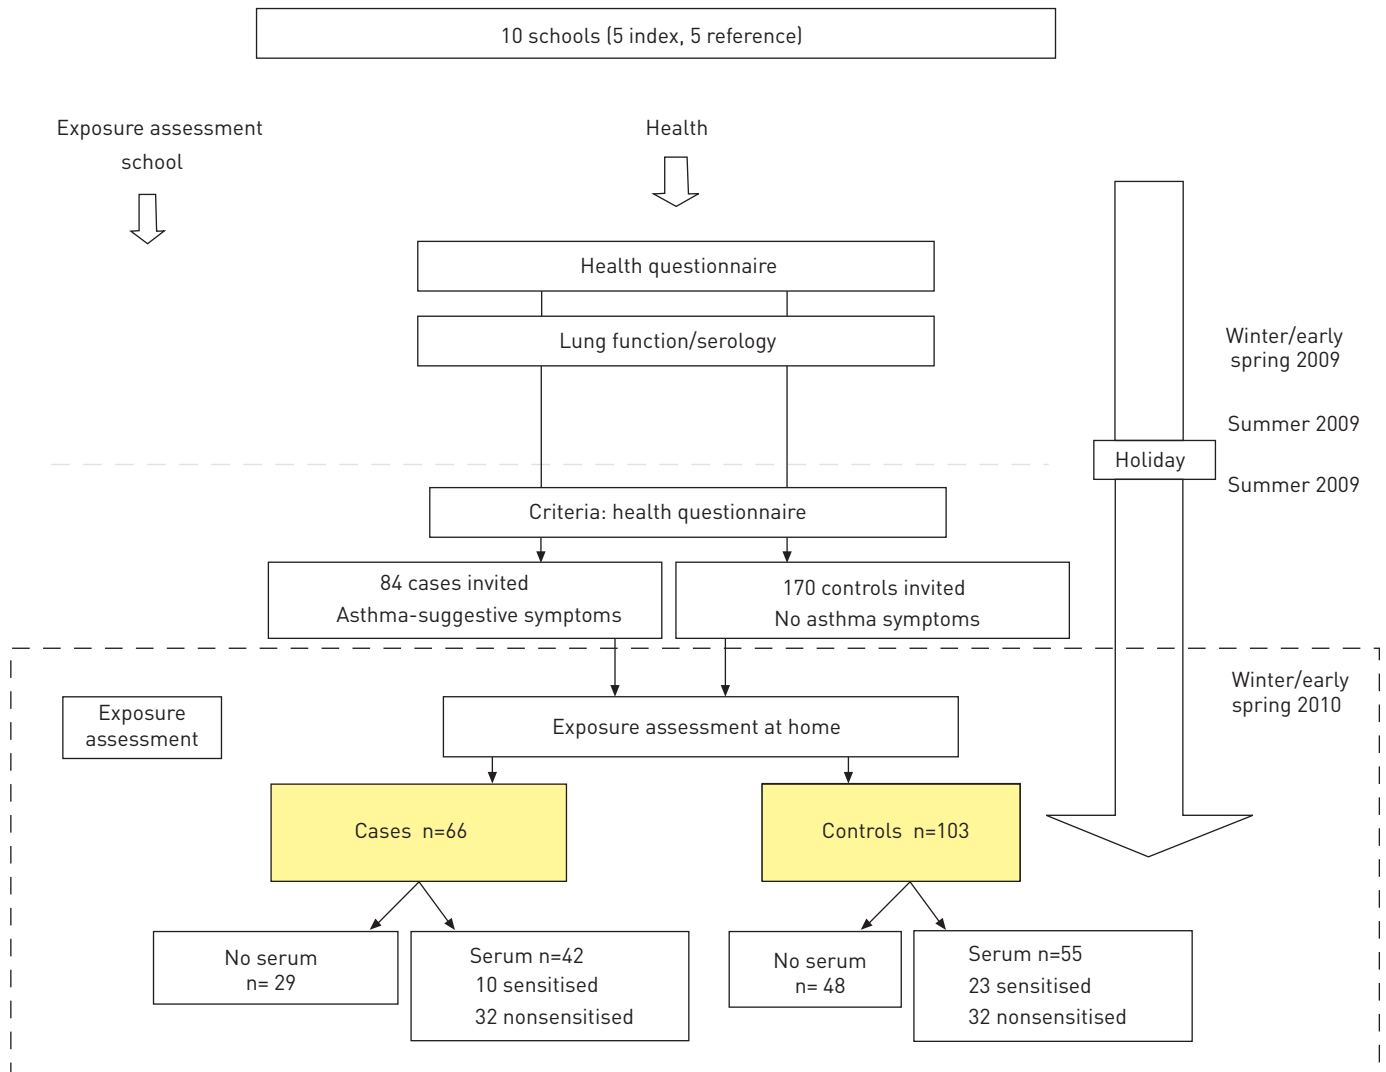 10 schools (5 index, 5 reference)
Exposure assessment
school
Health
Health questionnaire
Lung function/serology
Winter/early
spring 2009
Summer 2009
Holiday
Summer 2009
Criteria: health questionnaire
84 cases invited
Asthma-suggestive symptoms
170 controls invited
No asthma symptoms
Winter/early
spring 2010
Exposure
assessment
Exposure assessment at home
Cases n=66
Controls n=103
No serum
n= 29
Serum n=42
10 sensitised
32 nonsensitised
No serum
n= 48
Serum n=55
23 sensitised
32 nonsensitised